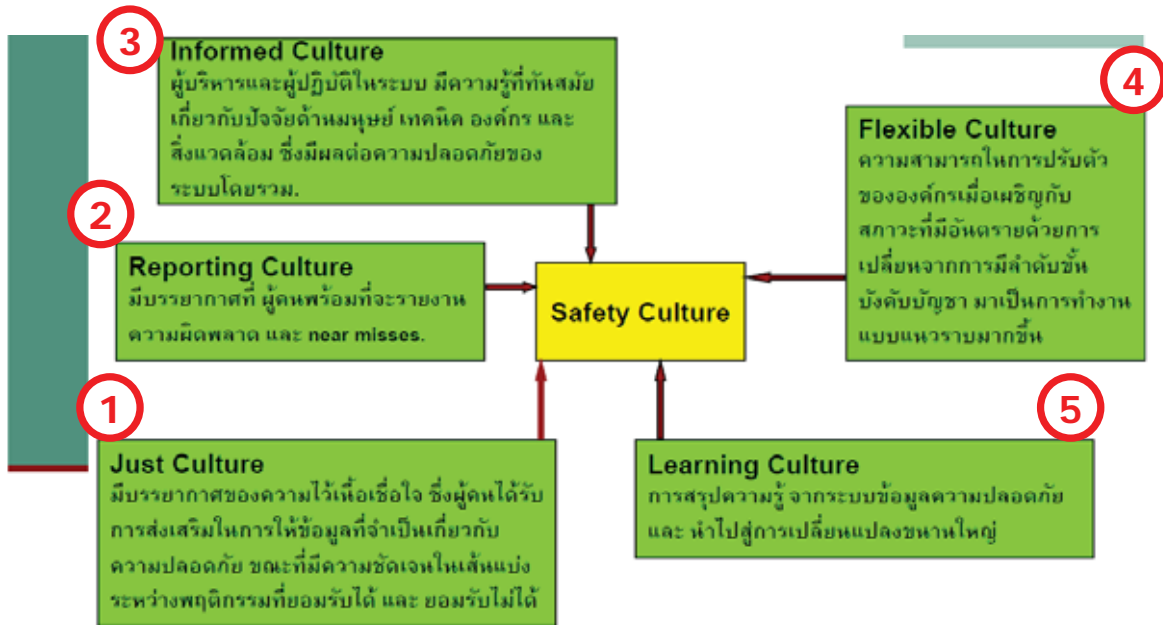 3
Informed Culture
ผู้บริหารและผู้ปฏิบัติในระบบ มีความรู้ที่ทันสมัย
เกี่ยวกับปัจจัยด้านมนุษย์ เทคนิค องค์กร และ
สิ่งแวดล้อม ซึ่งมีผลต่อความปลอดภัยของ
ระบบโดยรวม.
4
Flexible Culture
ความสามารถในการปรับตัว
ขององค์กรเมื่อเผชิญกับ
สภาวะที่มีอันตรายด้วยการ
เปลี่ยนจากการมีลำดับขั้น
บังคับบัญชา มาเป็นการทำงาน
แบบแนวราบมากขึ้น
2
Reporting Culture
มีบรรยากาศที่ ผู้คนพร้อมที่จะรายงาน
ความผิดพลาด และ near misses.
Safety Culture
1
Just Culture
มีบรรยากาศของความไว้เนื้อเชื่อใจ ซึ่งผู้คนได้รับ
การส่งเสริมในการให้ข้อมูลที่จำเป็นเกี่ยวกับ
ความปลอดภัย ขณะที่มีความชัดเจนในเส้นแบ่ง
ระหว่างพฤติกรรมที่ยอมรับได้ และ ยอมรับไม่ได้
5
Learning Culture
การสรุปความรู้ จากระบบข้อมูลความปลอดภัย
และ นำไปสู่การเปลี่ยนแปลงขนานใหญ่